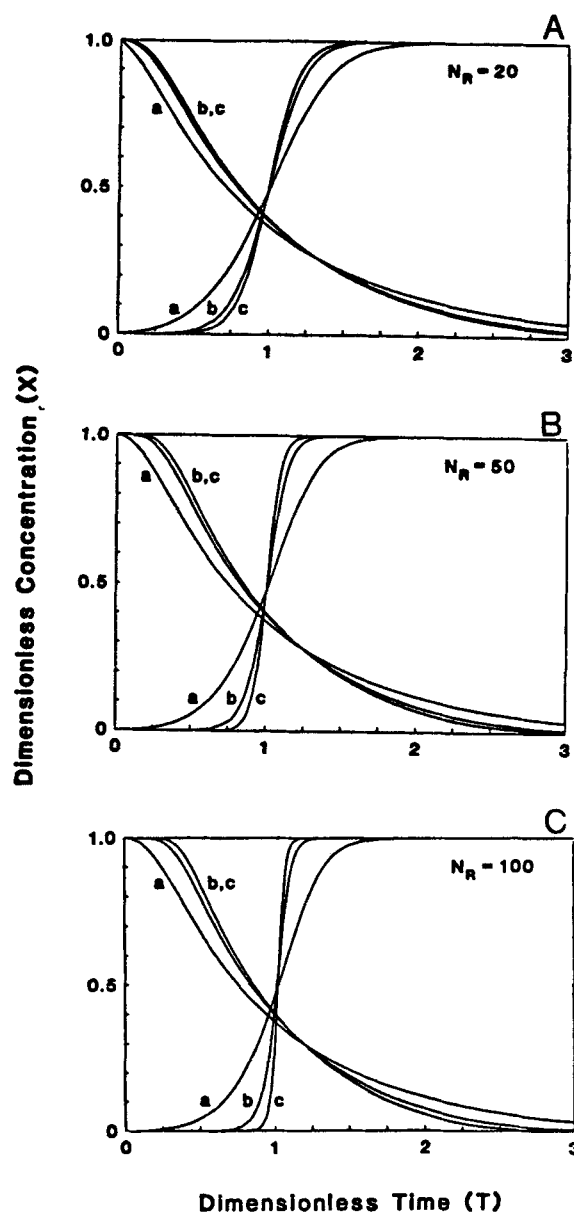 A
1.0
N_R = 20
a
b,c
0.5
a
b
c
0
0
1
2
3
B
1.0
N_R = 50
a
b,c
0.5
a
b
c
0
0
1
2
3
C
1.0
N_R = 100
a
b,c
0.5
a
b
c
0
0
1
2
3
Dimensionless Concentration (X)
Dimensionless Time (T)